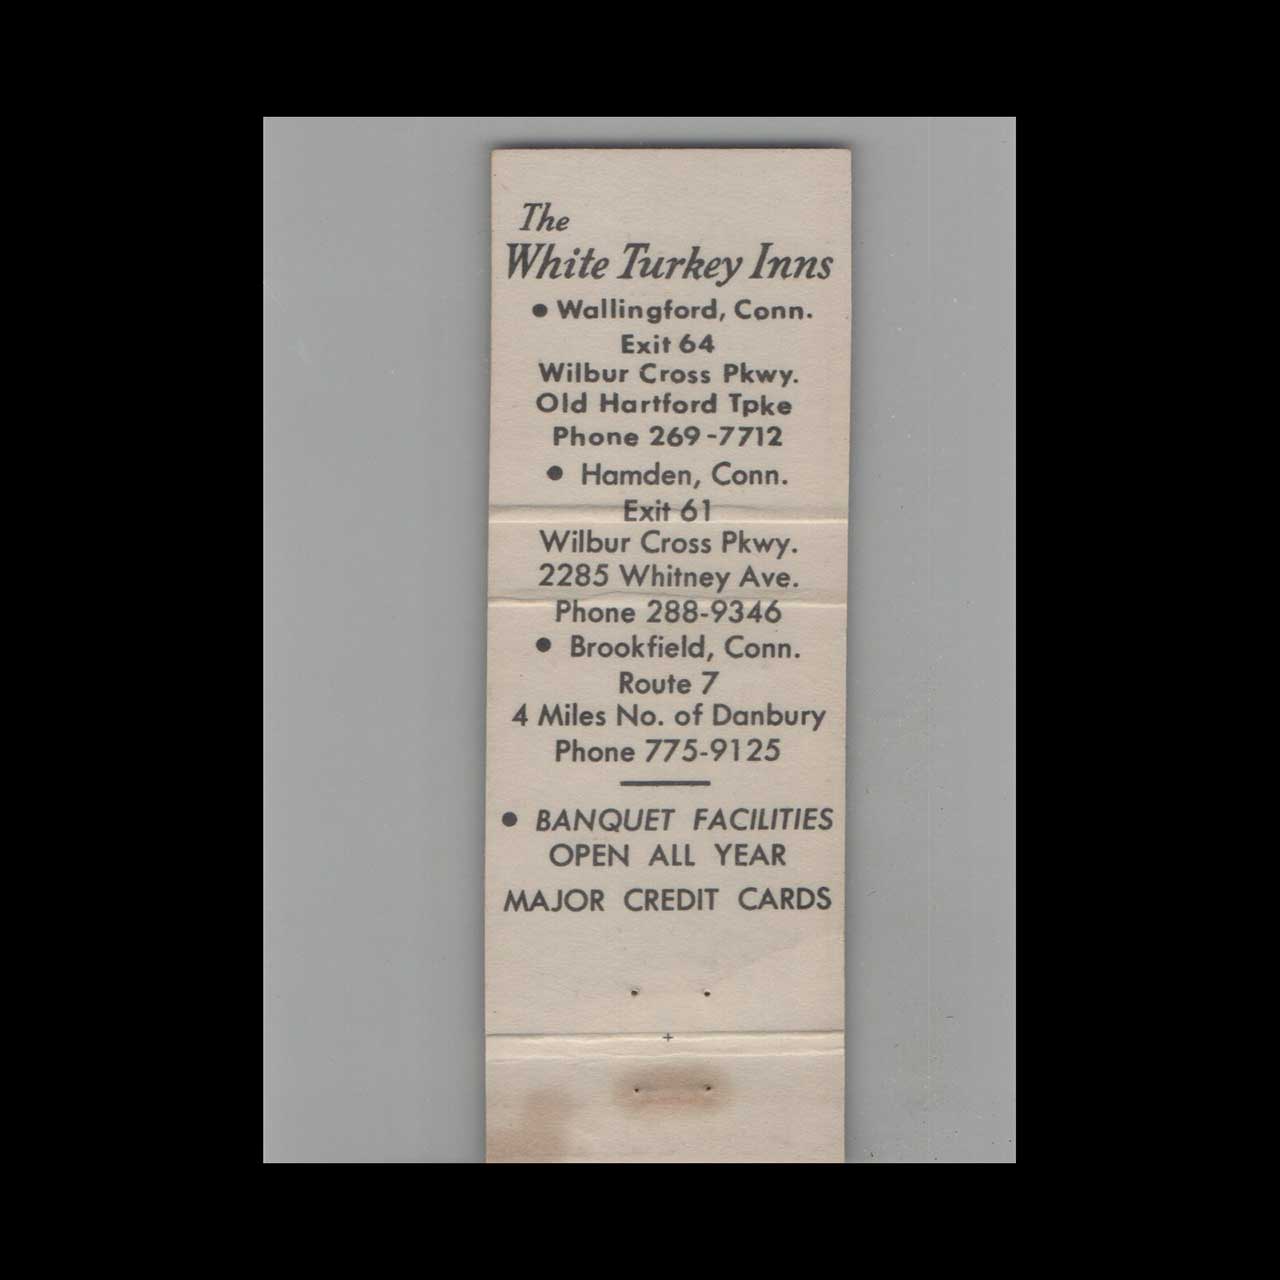 The
White Turkey Inns
• Wallingford, Conn.
Exit 64
Wilbur Cross Pkwy.
Old Hartford Tpke
Phone 269-7712
• Hamden, Conn.
Exit 61
Wilbur Cross Pkwy.
2285 Whitney Ave.
Phone 288-9346
• Brookfield, Conn.
Route 7
4 Miles No. of Danbury
Phone 775-9125
• BANQUET FACILITIES
OPEN ALL YEAR
MAJOR CREDIT CARDS